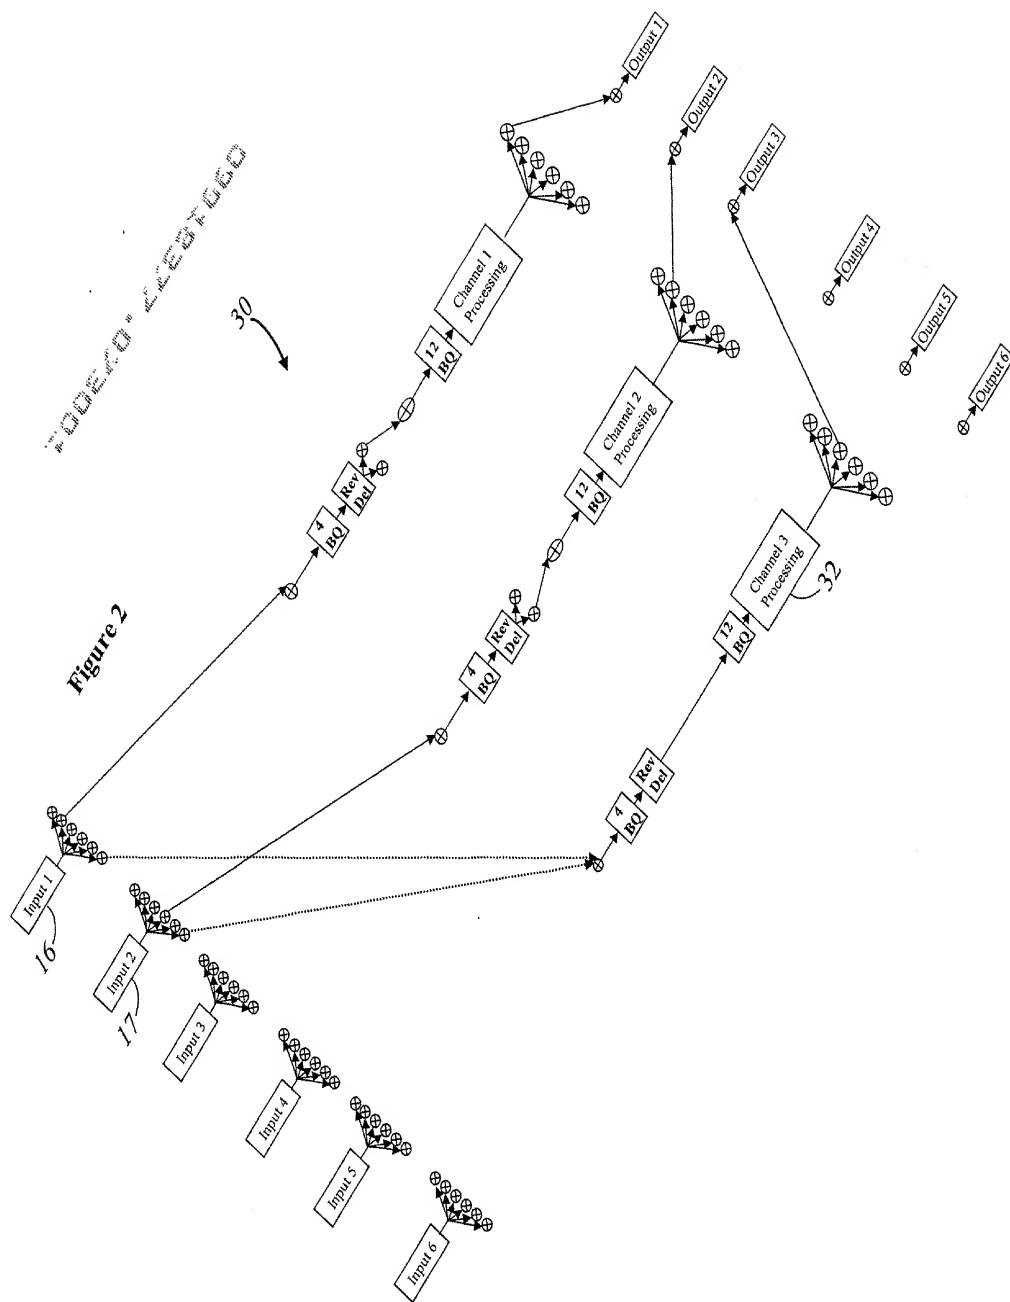 Figure 2
30
Input 1
16
Input 2
17
Input 3
Input 4
Input 5
Input 6
4
BQ
Rev
Del
12
BQ
Channel 1
Processing
Output 1
4
BQ
Rev
Del
12
BQ
Channel 2
Processing
Output 2
4
BQ
Rev
Del
12
BQ
Channel 3
Processing
32
Output 3
Output 4
Output 5
Output 6